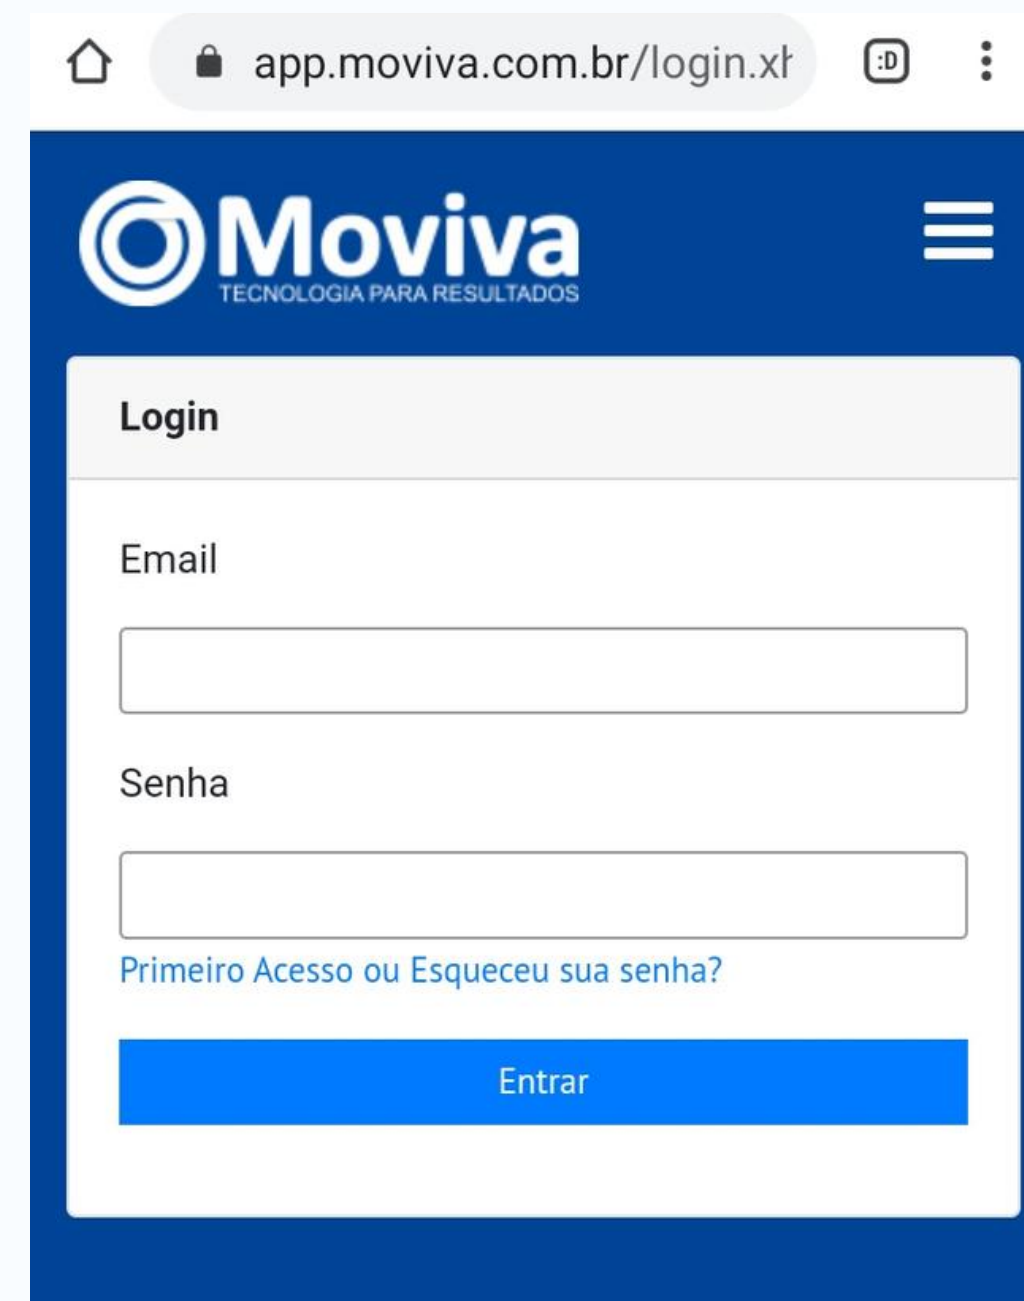 app.moviva.com.br/login.xh
:D
Moviva
TECNOLOGIA PARA RESULTADOS
Login
Email
Senha
Primeiro Acesso ou Esqueceu sua senha?
Entrar